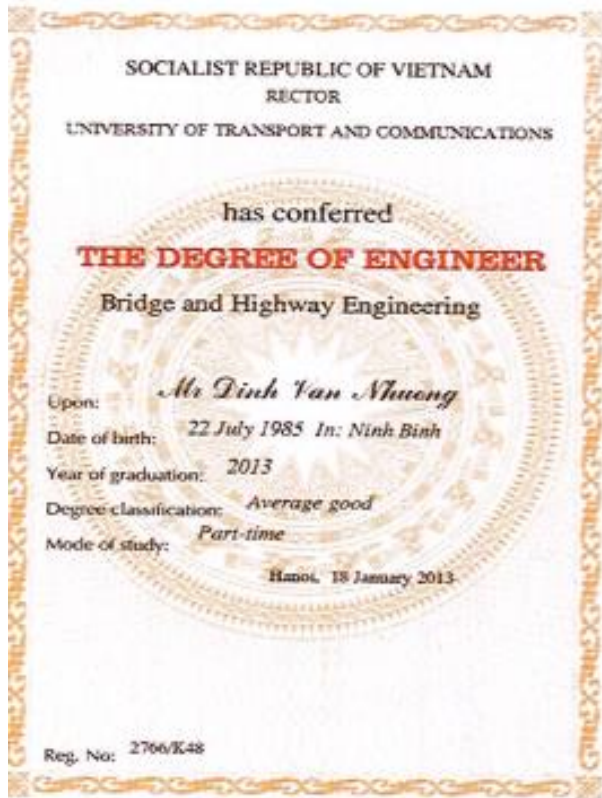 SOCIALIST REPUBLIC OF VIETNAM
RECTOR
UNIVERSITY OF TRANSPORT AND COMMUNICATIONS
has conferred
THE DEGREE OF ENGINEER
Bridge and Highway Engineering
Upon: Mr Dinh Van Nhuong
Date of birth: 22 July 1985 In: Ninh Binh
Year of graduation: 2013
Degree classification: Average good
Mode of study: Part-time
Hanoi, 18 January 2013
Reg. No: 2766/K48